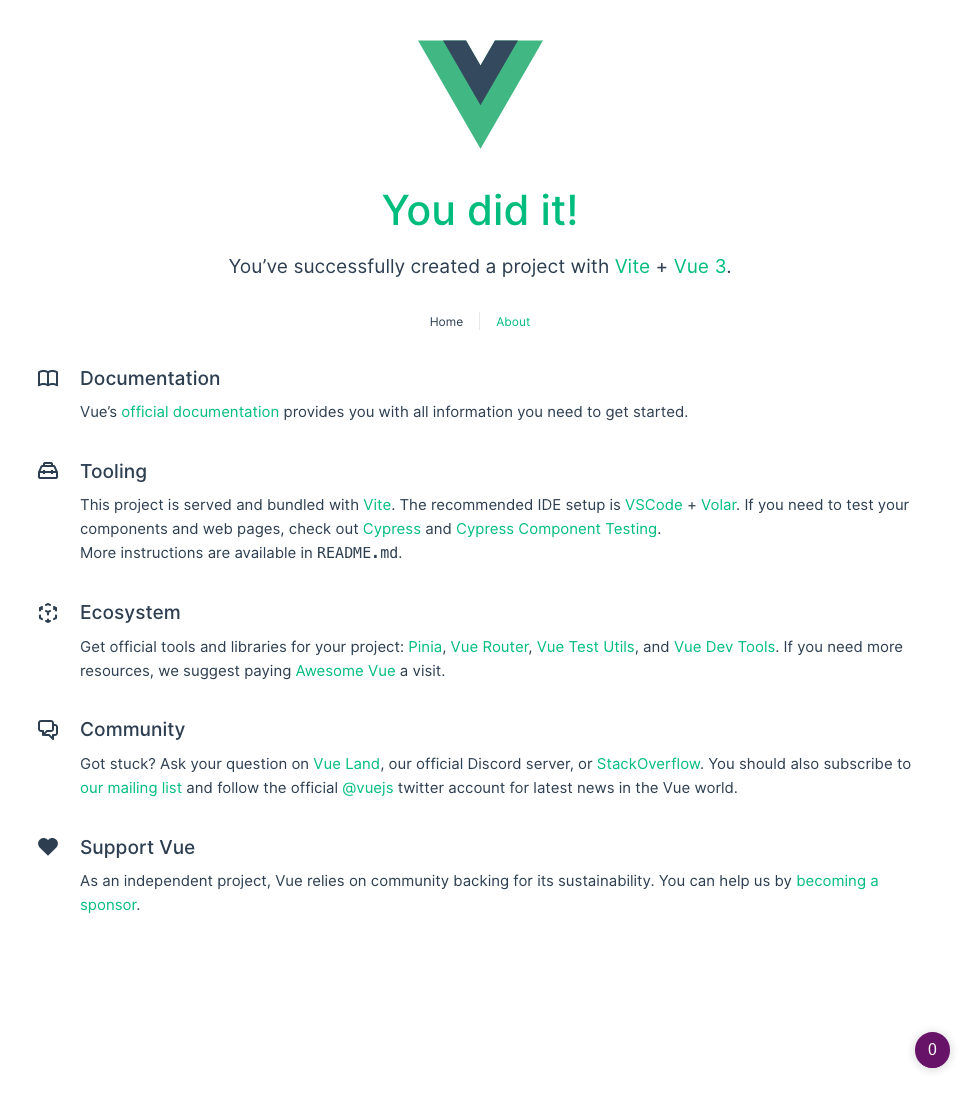 You did it!
You’ve successfully created a project with Vite + Vue 3.
Home
About
Documentation
Vue’s official documentation provides you with all information you need to get started.
Tooling
This project is served and bundled with Vite. The recommended IDE setup is VSCode + Volar. If you need to test your
components and web pages, check out Cypress and Cypress Component Testing.
More instructions are available in README.md.
Ecosystem
Get official tools and libraries for your project: Pinia, Vue Router, Vue Test Utils, and Vue Dev Tools. If you need more
resources, we suggest paying Awesome Vue a visit.
Community
Got stuck? Ask your question on Vue Land, our official Discord server, or StackOverflow. You should also subscribe to
our mailing list and follow the official @vuejs twitter account for latest news in the Vue world.
Support Vue
As an independent project, Vue relies on community backing for its sustainability. You can help us by becoming a
sponsor.
0